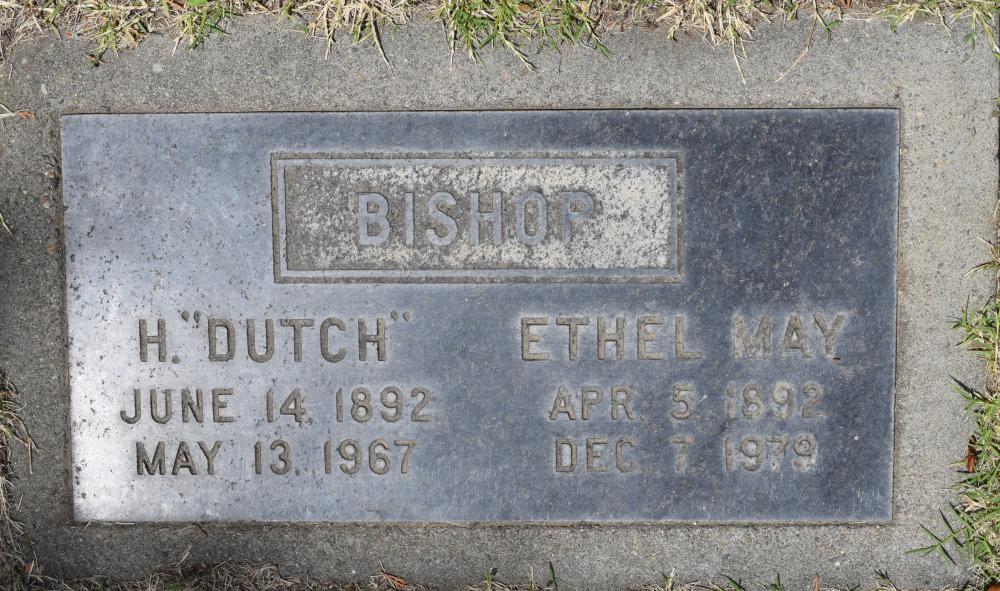 BISHOP
H. "DUTCH"
JUNE 14, 1892
MAY 13, 1967
ETHEL MAY
APR. 5, 1892
DEC. 7, 1979